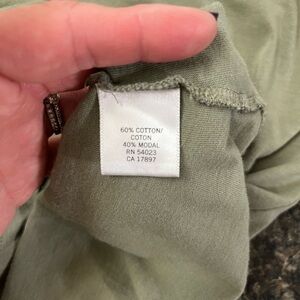 60% COTTON/
COTON
40% MODAL
RN 54023
CA 17897